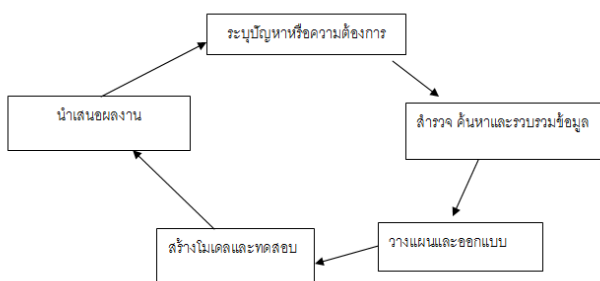 ระบุปัญหาหรือความต้องการ
สำรวจ ค้นหาและรวบรวมข้อมูล
วางแผนและออกแบบ
สร้างโมเดลและทดสอบ
นำเสนอผลงาน